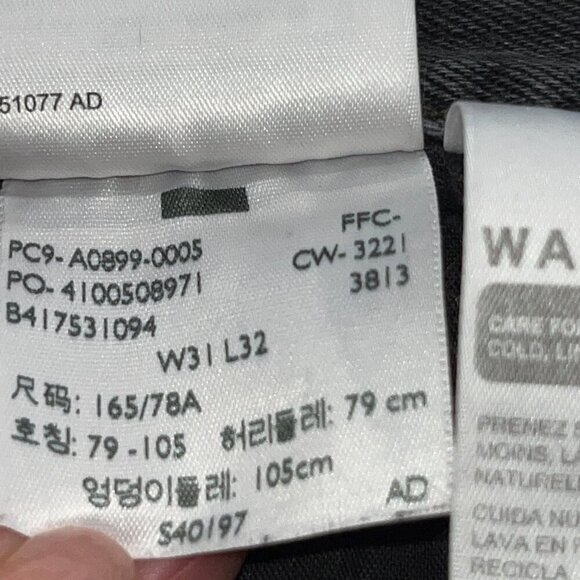 51077 AD
PC9-A0899-0005
PO-4100508971
B417531094
FFC-
CW-3221
3813
W31 L32
尺码: 165/78A
호칭: 79-105 허리둘레: 79 cm
엉덩이둘레: 105cm
AD
S40197
WA
CARE FOR
COLD, LI
PRENEZ
MOINS, LA
NATUREL
CUIDA NU
LAVA EN
RECICLA